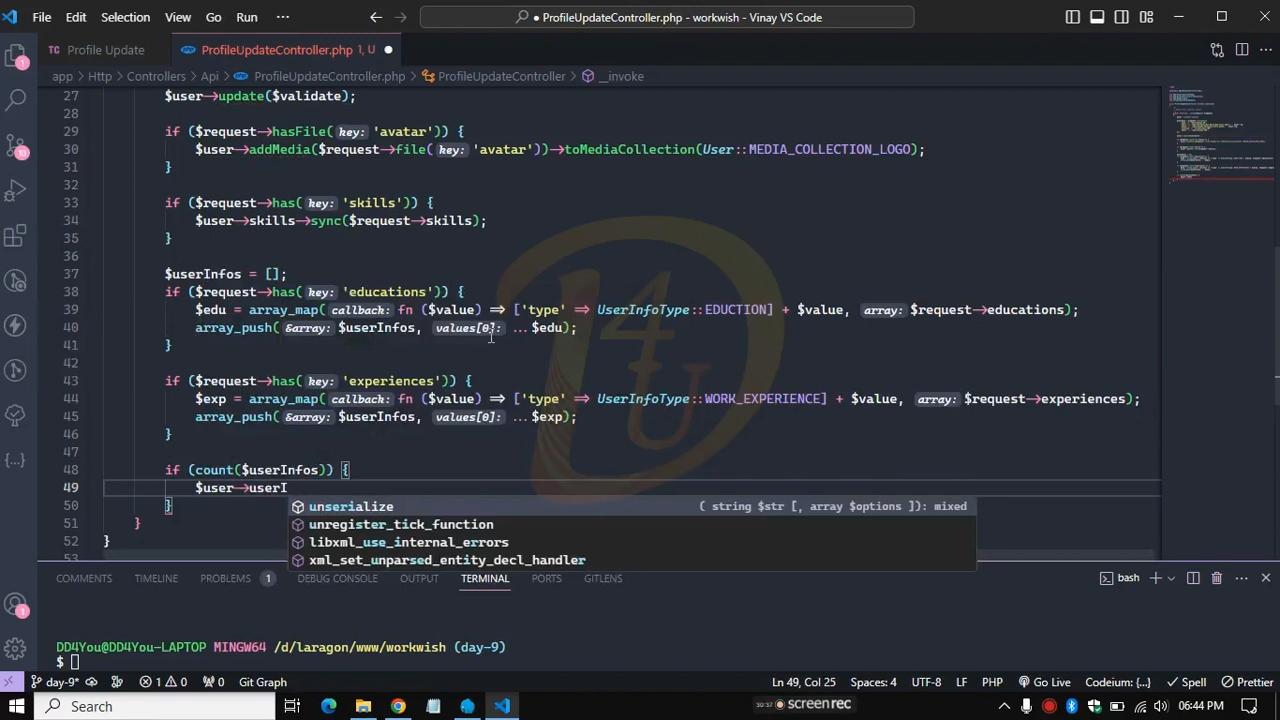 File Edit Selection View Go Run ··· ProfileUpdateController.php - workwish - Vinay VS Code
TC Profile Update ProfileUpdateController.php 1, U
app > Http > Controllers > Api > ProfileUpdateController.php > ProfileUpdateController > __invoke
27 $user->update($validate);
28
29 if ($request->hasFile(key: 'avatar')) {
30 $user->addMedia($request->file(key: 'avatar'))->toMediaCollection(User::MEDIA_COLLECTION_LOGO);
31 }
32
33 if ($request->has(key: 'skills')) {
34 $user->skills->sync($request->skills);
35 }
36
37 $userInfos = [];
38 if ($request->has(key: 'educations')) {
39 $edu = array_map(callback: fn ($value) => ['type' => UserInfoType::EDUCTION] + $value, array: $request->educations);
40 array_push(&array: $userInfos, values[0]: ...$edu);
41 }
42
43 if ($request->has(key: 'experiences')) {
44 $exp = array_map(callback: fn ($value) => ['type' => UserInfoType::WORK_EXPERIENCE] + $value, array: $request->experiences);
45 array_push(&array: $userInfos, values[0]: ...$exp);
46 }
47
48 if (count($userInfos)) {
49 $user->userI
50 }
unserialize ( string $str [, array $options ]): mixed
51 }
unregister_tick_function
52 }
libxml_use_internal_errors
53
xml_set_unparsed_entity_decl_handler
4
U
COMMENTS TIMELINE PROBLEMS 1 DEBUG CONSOLE OUTPUT TERMINAL PORTS GITLENS
bash
DD4You@DD4You-LAPTOP MINGW64 /d/laragon/www/workwish (day-9)
$
day-9* 1 0 0 Git Graph Ln 49, Col 25 Spaces: 4 UTF-8 LF PHP Go Live Codeium: {...} Spell Prettier
Search 30:37 screenrec 06:44 PM